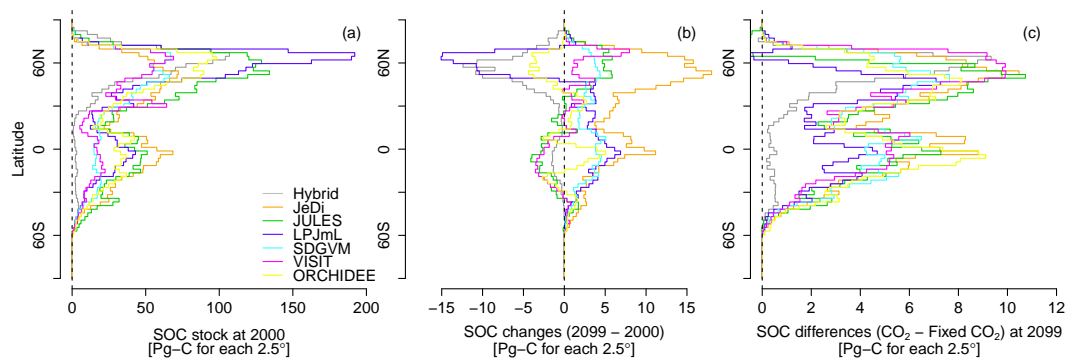 (a)
60N
0
60S
Latitude
Hybrid
JeDi
JULES
LPJmL
SDGVM
VISIT
ORCHIDEE
0 50 100 150 200
SOC stock at 2000
[Pg−C for each 2.5°]
(b)
60N
0
60S
−15 −10 −5 0 5 10 15
SOC changes (2099 − 2000)
[Pg−C for each 2.5°]
(c)
60N
0
60S
0 2 4 6 8 10 12
SOC differences (CO₂ − Fixed CO₂) at 2099
[Pg−C for each 2.5°]